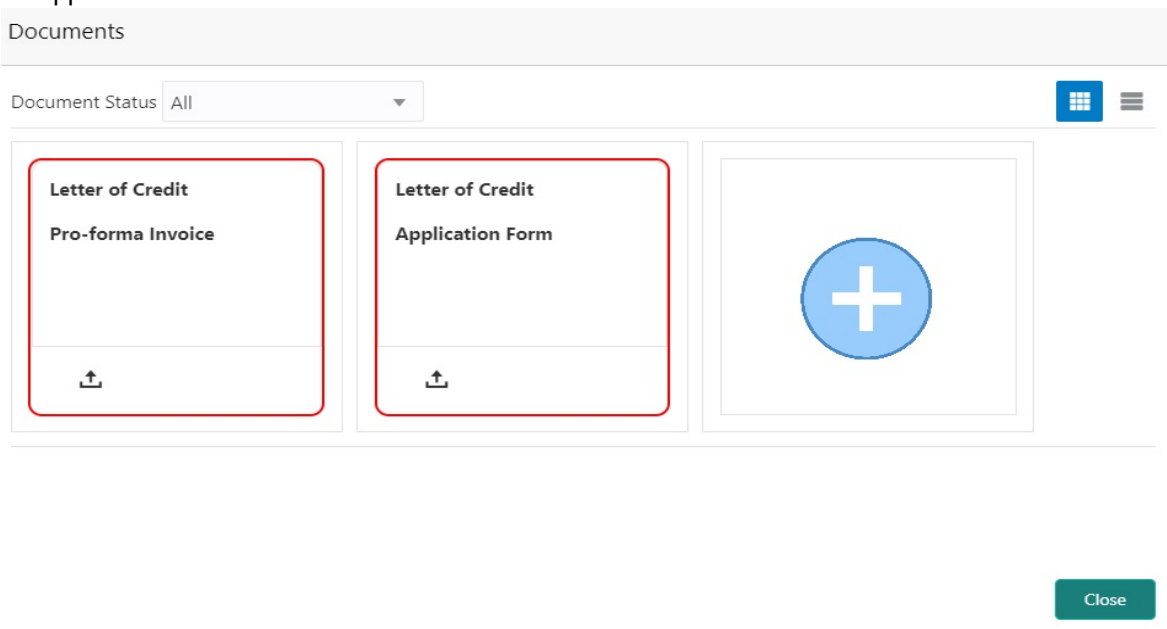 Documents
Document Status All
Letter of Credit
Pro-forma Invoice
Letter of Credit
Application Form
Close